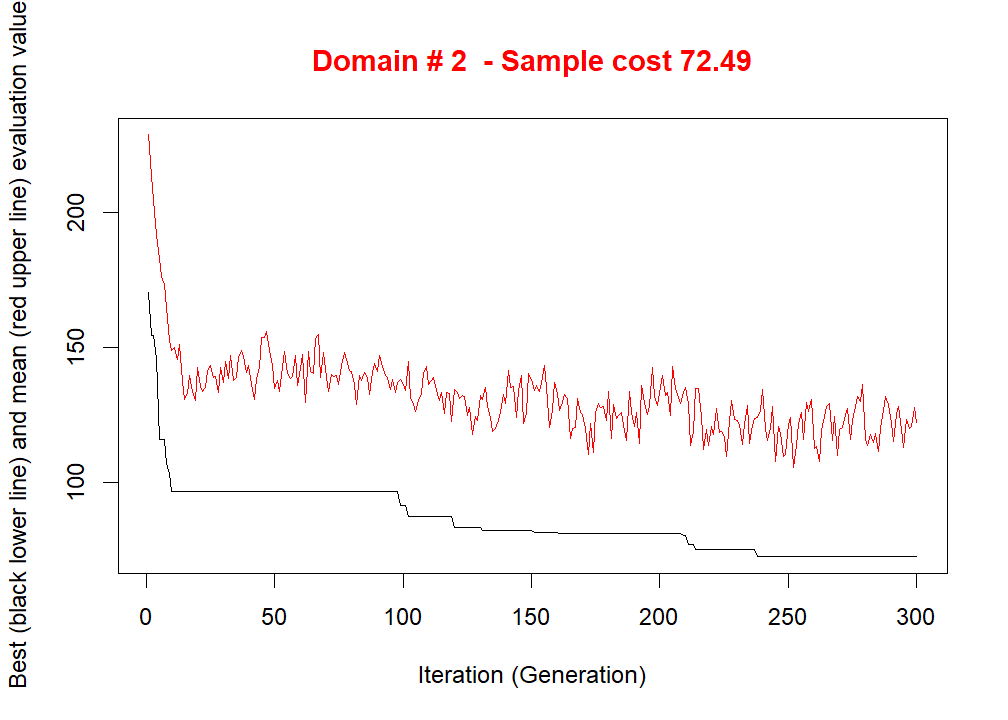 Domain # 2  - Sample cost 72.49
Best (black lower line) and mean (red upper line) evaluation value
200
150
100
0 50 100 150 200 250 300
Iteration (Generation)